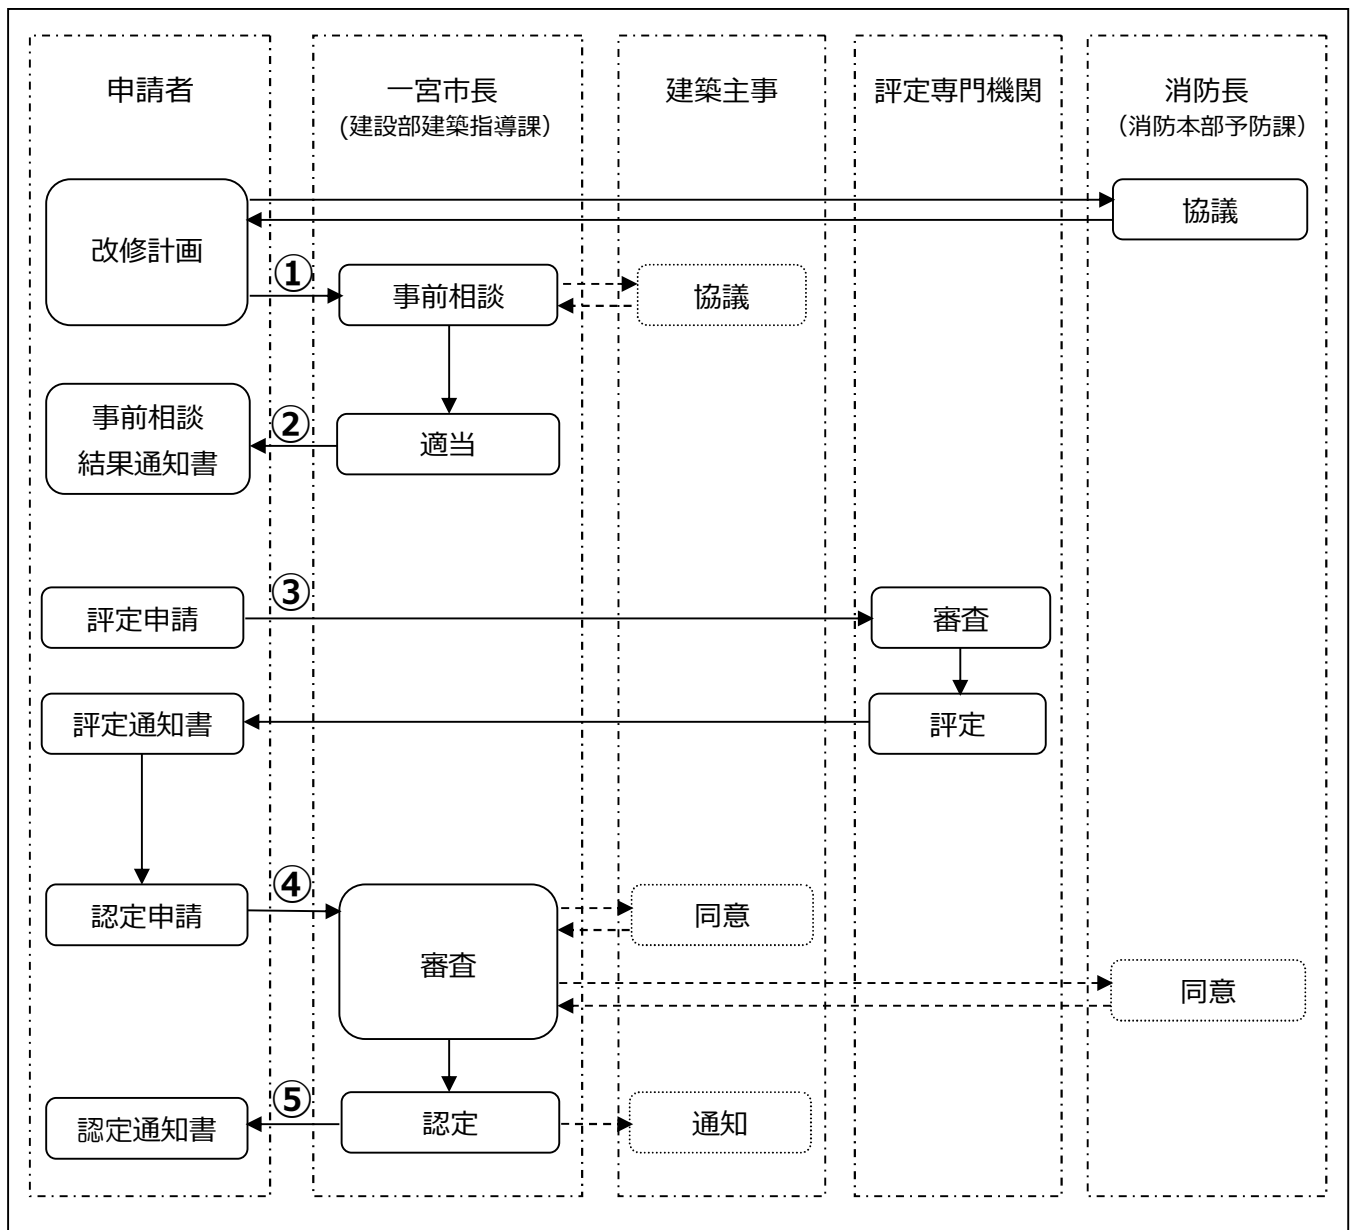 申請者
一宮市長
(建設部建築指導課）
建築主事
評定専門機関
消防長
（消防本部予防課）
改修計画
協議
①
事前相談
協議
事前相談
結果通知書
②
適当
評定申請
③
審査
評定通知書
評定
認定申請
④
審査
同意
同意
認定通知書
⑤
認定
通知